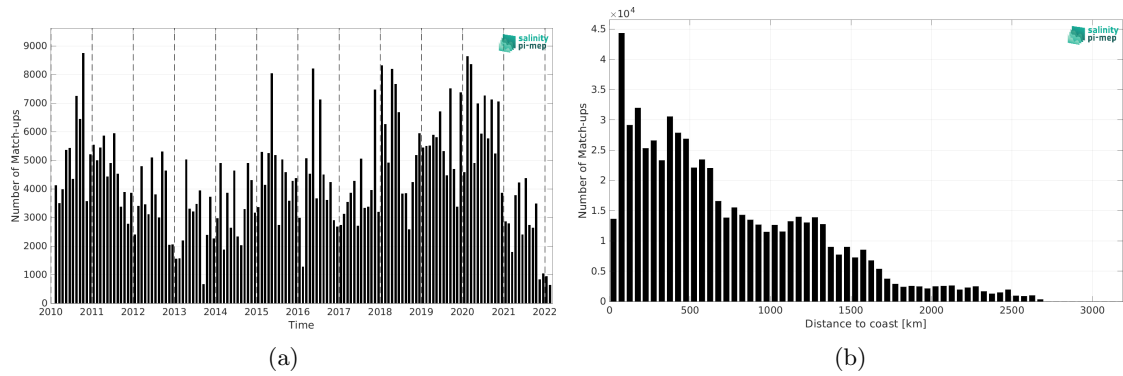 9000
8000
7000
6000
5000
4000
3000
2000
1000
0
Number of Match-ups
2010 2011 2012 2013 2014 2015 2016 2017 2018 2019 2020 2021 2022
Time
salinity
pi-mep
(a)
×10⁴
4.5
4
3.5
3
2.5
2
1.5
1
0.5
0
Number of Match-ups
0 500 1000 1500 2000 2500 3000
Distance to coast [km]
salinity
pi-mep
(b)